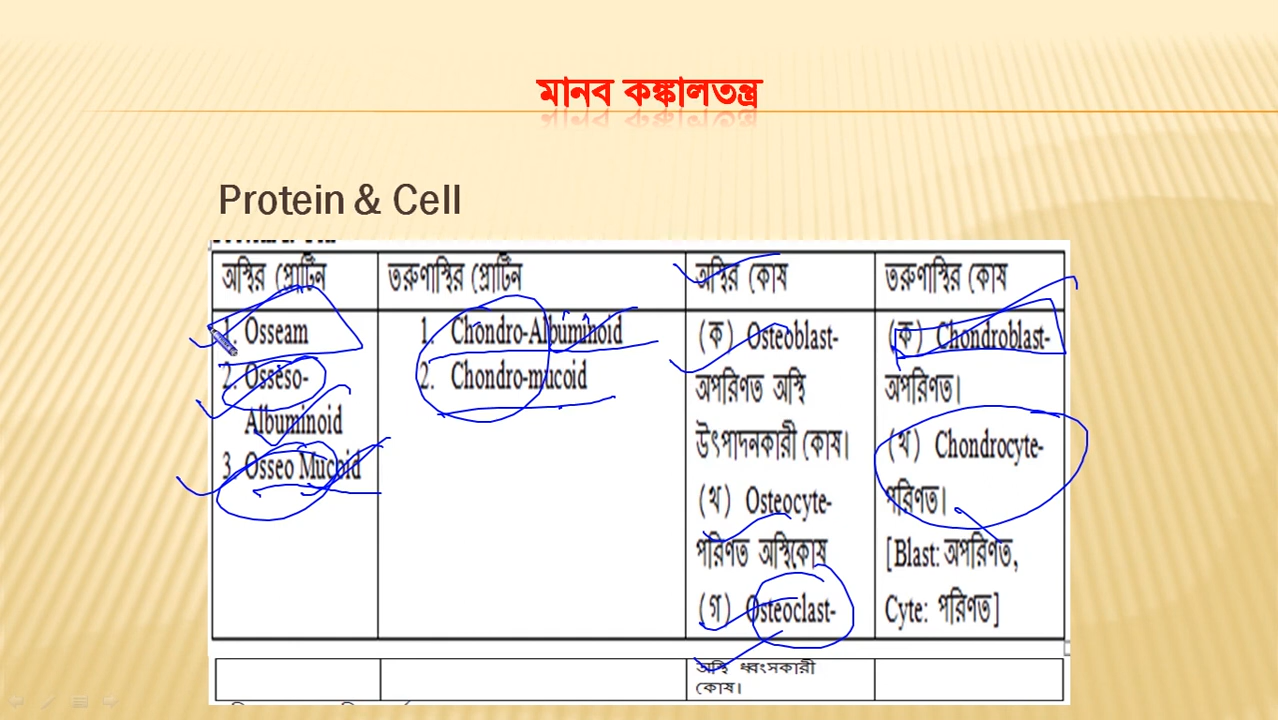 মানব কঙ্কালতন্ত্র
Protein & Cell
অস্থির প্রোটিন
1. Osseam
2. Osseso-
Albuminoid
3. Osseo Mucoid
তরুণাস্থির প্রোটিন
1. Chondro-Albuminoid
2. Chondro-mucoid
অস্থির কোষ
(ক) Osteoblast-
অপরিণত অস্থি
উৎপাদনকারী কোষ।
(খ) Osteocyte-
পরিণত অস্থিকোষ
(গ) Osteoclast-
অস্থি ধ্বংসকারী
কোষ।
তরুণাস্থির কোষ
(ক) Chondroblast-
অপরিণত।
(খ) Chondrocyte-
পরিণত।
[Blast: অপরিণত,
Cyte: পরিণত]